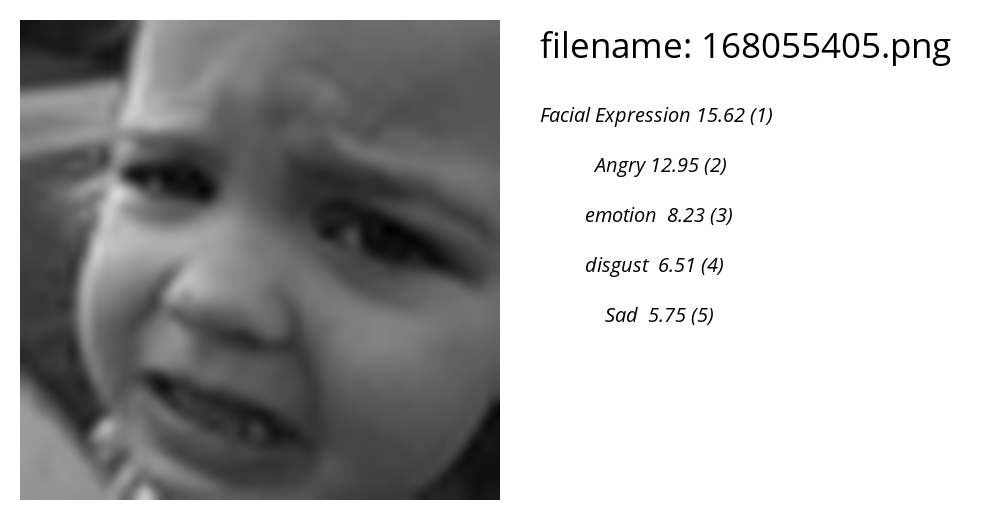 filename: 168055405.png
Facial Expression 15.62 (1)
Angry 12.95 (2)
emotion 8.23 (3)
disgust 6.51 (4)
Sad 5.75 (5)